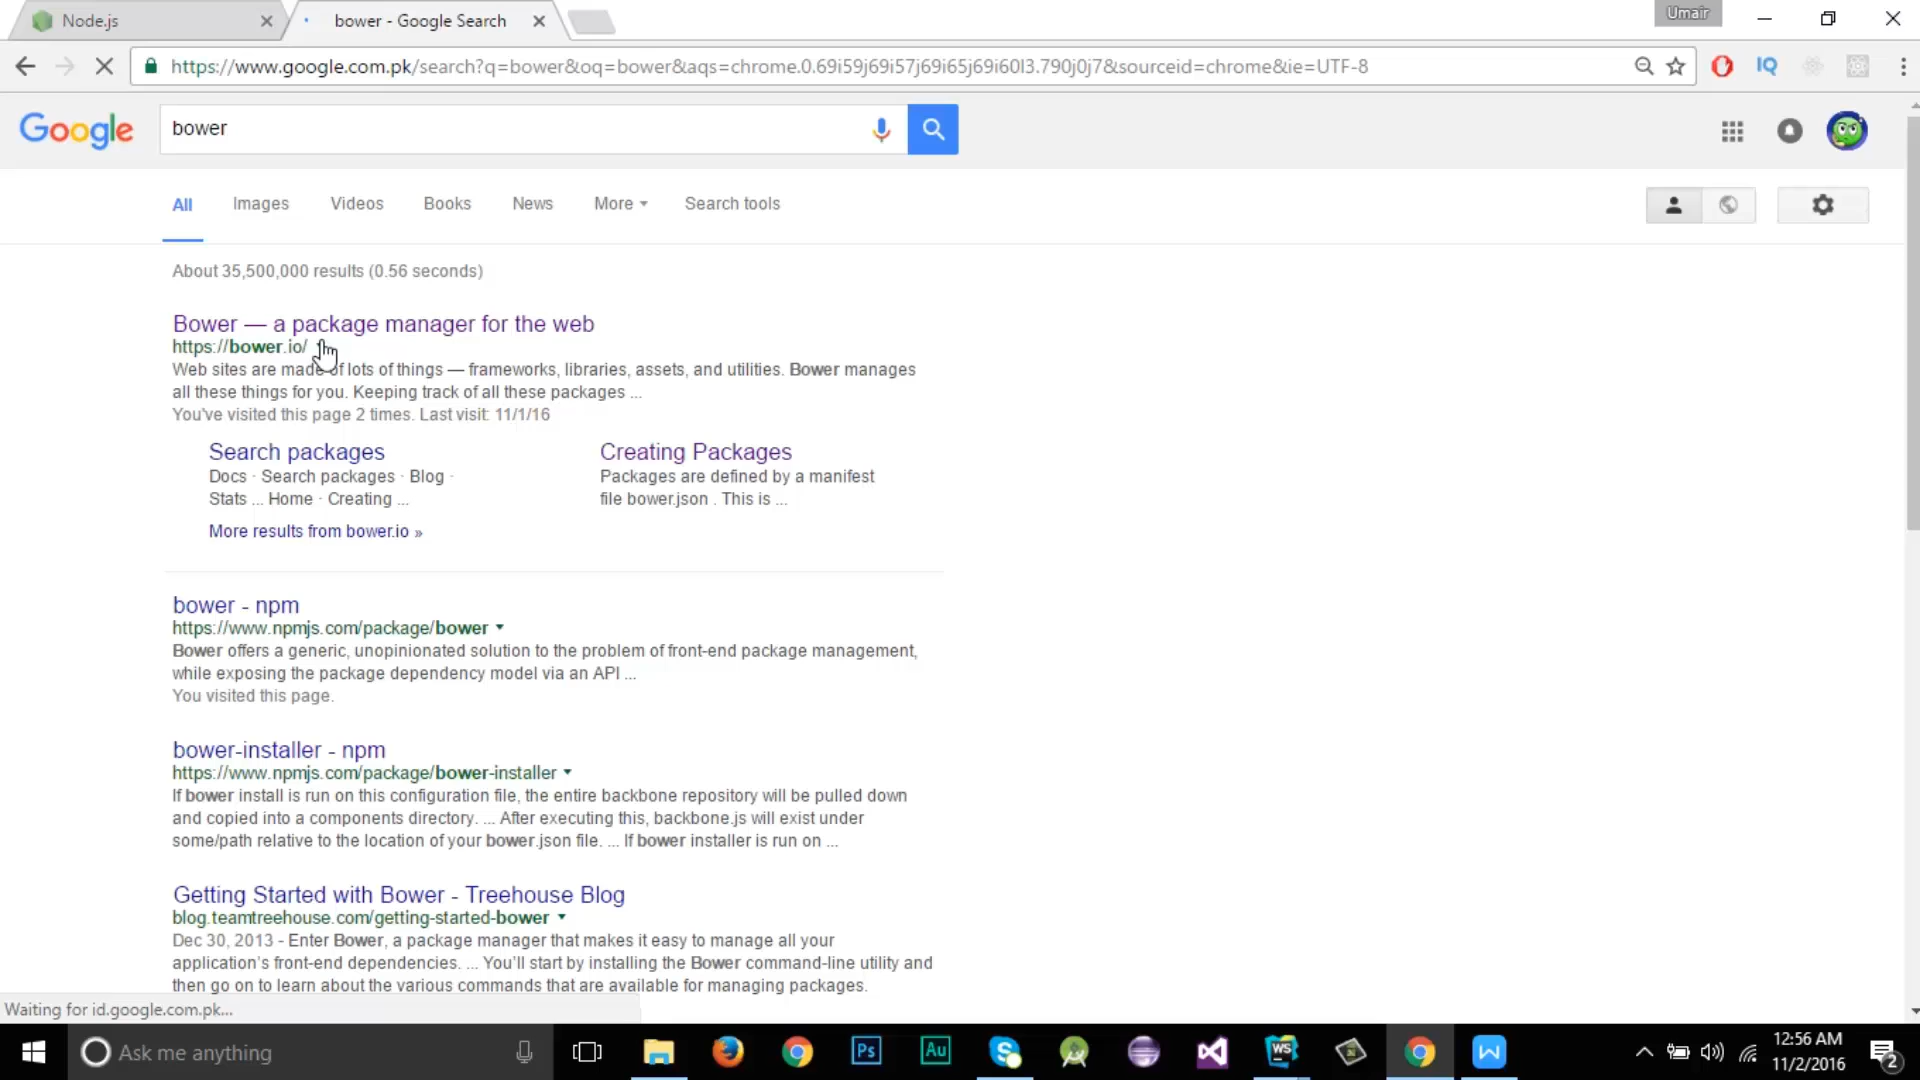 Node.js
bower - Google Search
Umair
https://www.google.com.pk/search?q=bower&oq=bower&aqs=chrome.0.69i59j69i57j69i65j69i60l3.790j0j7&sourceid=chrome&ie=UTF-8
IQ
Google
bower
All
Images
Videos
Books
News
More
Search tools
About 35,500,000 results (0.56 seconds)
Bower — a package manager for the web
https://bower.io/
Web sites are made of lots of things — frameworks, libraries, assets, and utilities. Bower manages
all these things for you. Keeping track of all these packages ...
You've visited this page 2 times. Last visit: 11/1/16
Search packages
Docs · Search packages · Blog ·
Stats ... Home · Creating ...
Creating Packages
Packages are defined by a manifest
file bower.json . This is ...
More results from bower.io »
bower - npm
https://www.npmjs.com/package/bower
Bower offers a generic, unopinionated solution to the problem of front-end package management,
while exposing the package dependency model via an API ...
You visited this page.
bower-installer - npm
https://www.npmjs.com/package/bower-installer
If bower install is run on this configuration file, the entire backbone repository will be pulled down
and copied into a components directory. ... After executing this, backbone.js will exist under
some/path relative to the location of your bower.json file. ... If bower installer is run on ...
Getting Started with Bower - Treehouse Blog
blog.teamtreehouse.com/getting-started-bower
Dec 30, 2013 - Enter Bower, a package manager that makes it easy to manage all your
application's front-end dependencies. ... You'll start by installing the Bower command-line utility and
then go on to learn about the various commands that are available for managing packages.
Waiting for id.google.com.pk...
Ask me anything
Ps
Au
WS
W
12:56 AM
11/2/2016
2